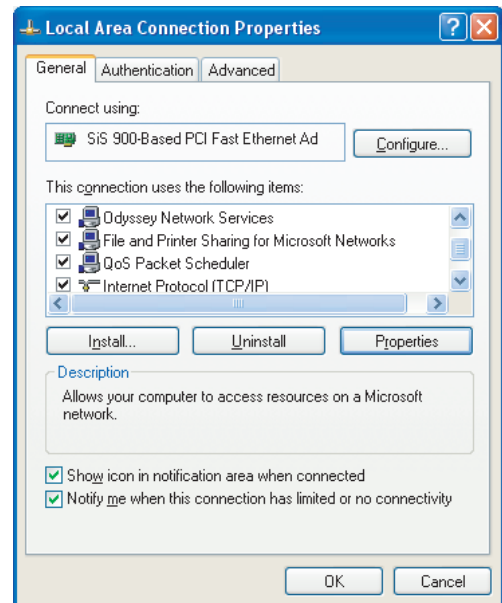 Local Area Connection Properties
General Authentication Advanced
Connect using:
SiS 900-Based PCI Fast Ethernet Ad
Configure...
This connection uses the following items:
Odyssey Network Services
File and Printer Sharing for Microsoft Networks
QoS Packet Scheduler
Internet Protocol (TCP/IP)
Install... Uninstall Properties
Description
Allows your computer to access resources on a Microsoft
network.
Show icon in notification area when connected
Notify me when this connection has limited or no connectivity
OK Cancel